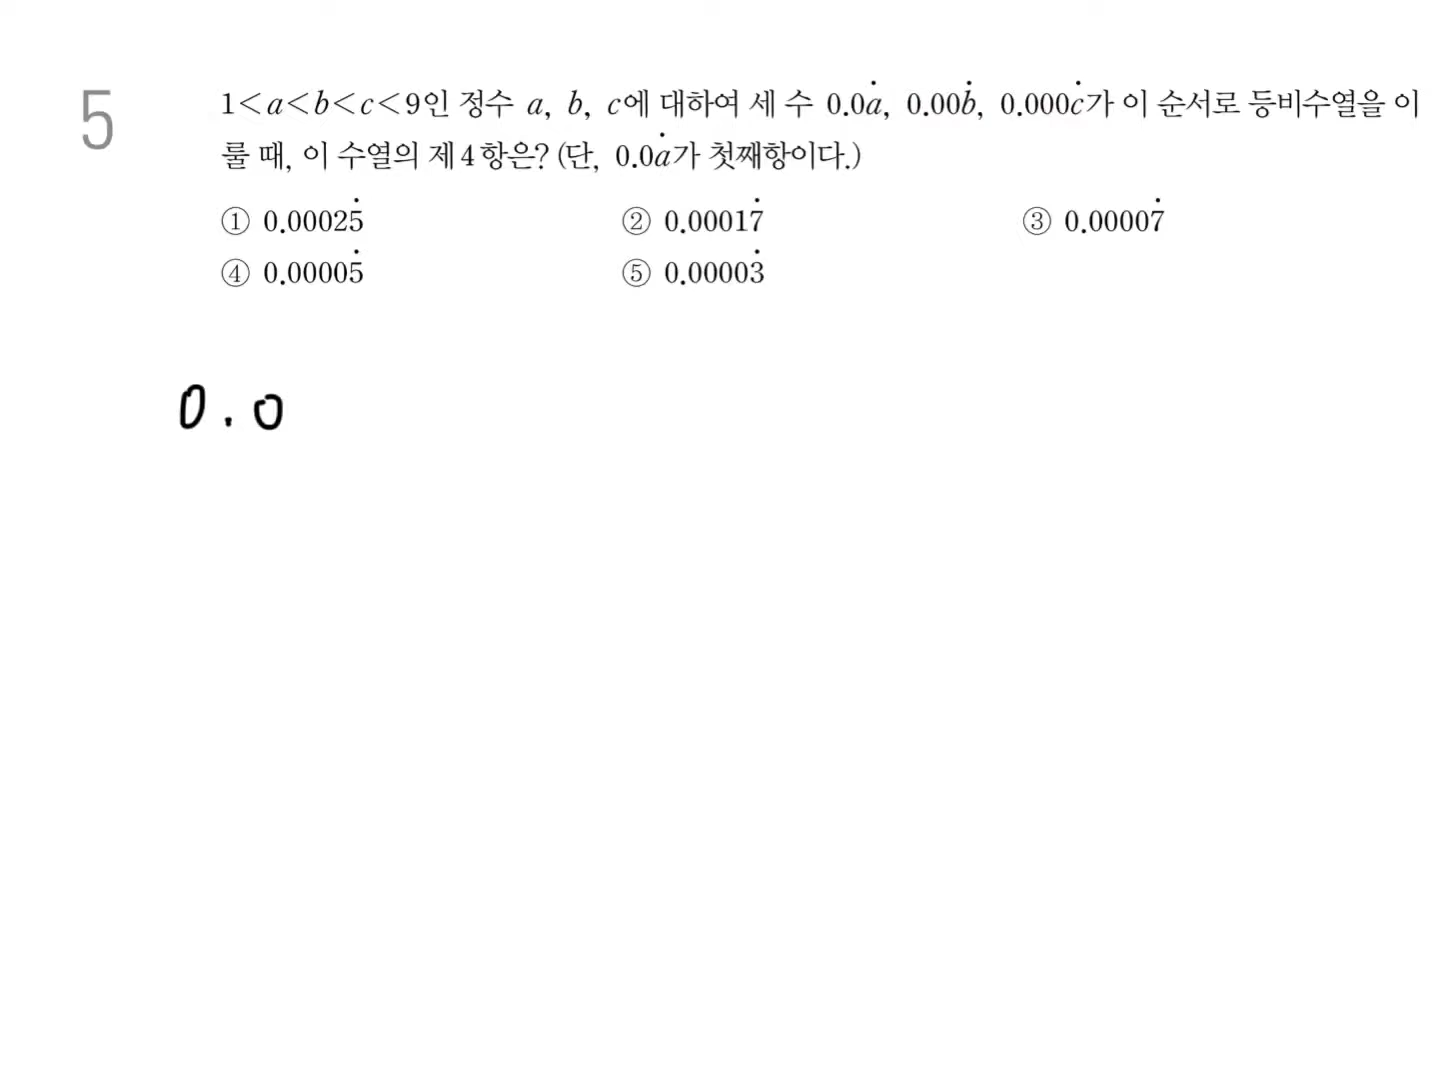 5
1<a<b<c<9인 정수 a, b, c에 대하여 세 수 0.0ȧ, 0.00ḃ, 0.000ċ가 이 순서로 등비수열을 이
룰 때, 이 수열의 제4항은? (단, 0.0ȧ가 첫째항이다.)
① 0.00025̇ ② 0.00017̇ ③ 0.00007̇
④ 0.00005̇ ⑤ 0.00003̇
0.0